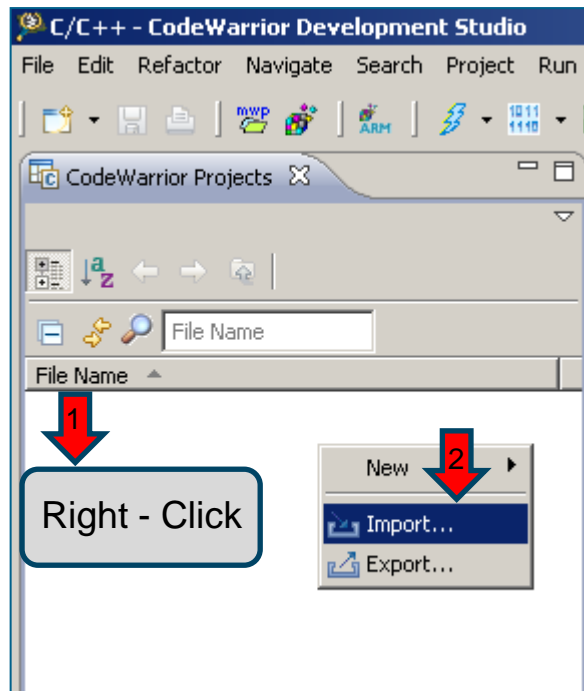 C/C++ - CodeWarrior Development Studio
File Edit Refactor Navigate Search Project Run
mwp ARM 1011 1110
CodeWarrior Projects
a z
File Name
File Name
1
Right - Click
New 2
Import...
Export...